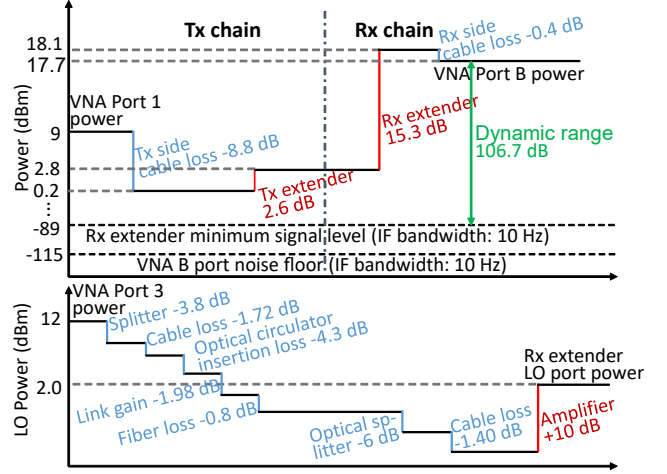 Tx chain
Rx chain
18.1
17.7
9
2.8
0.2
...
-89
-115
Power (dBm)
VNA Port 1
power
Tx side
cable loss -8.8 dB
Tx extender
2.6 dB
Rx extender
15.3 dB
Rx side
cable loss -0.4 dB
VNA Port B power
Dynamic range
106.7 dB
Rx extender minimum signal level (IF bandwidth: 10 Hz)
VNA B port noise floor (IF bandwidth: 10 Hz)
LO Power (dBm)
12
2.0
VNA Port 3
power
Splitter -3.8 dB
Cable loss -1.72 dB
Optical circulator
insertion loss -4.3 dB
Link gain -1.98 dB
Fiber loss -0.8 dB
Optical sp-
litter -6 dB
Cable loss
-1.40 dB
Amplifier
+10 dB
Rx extender
LO port power